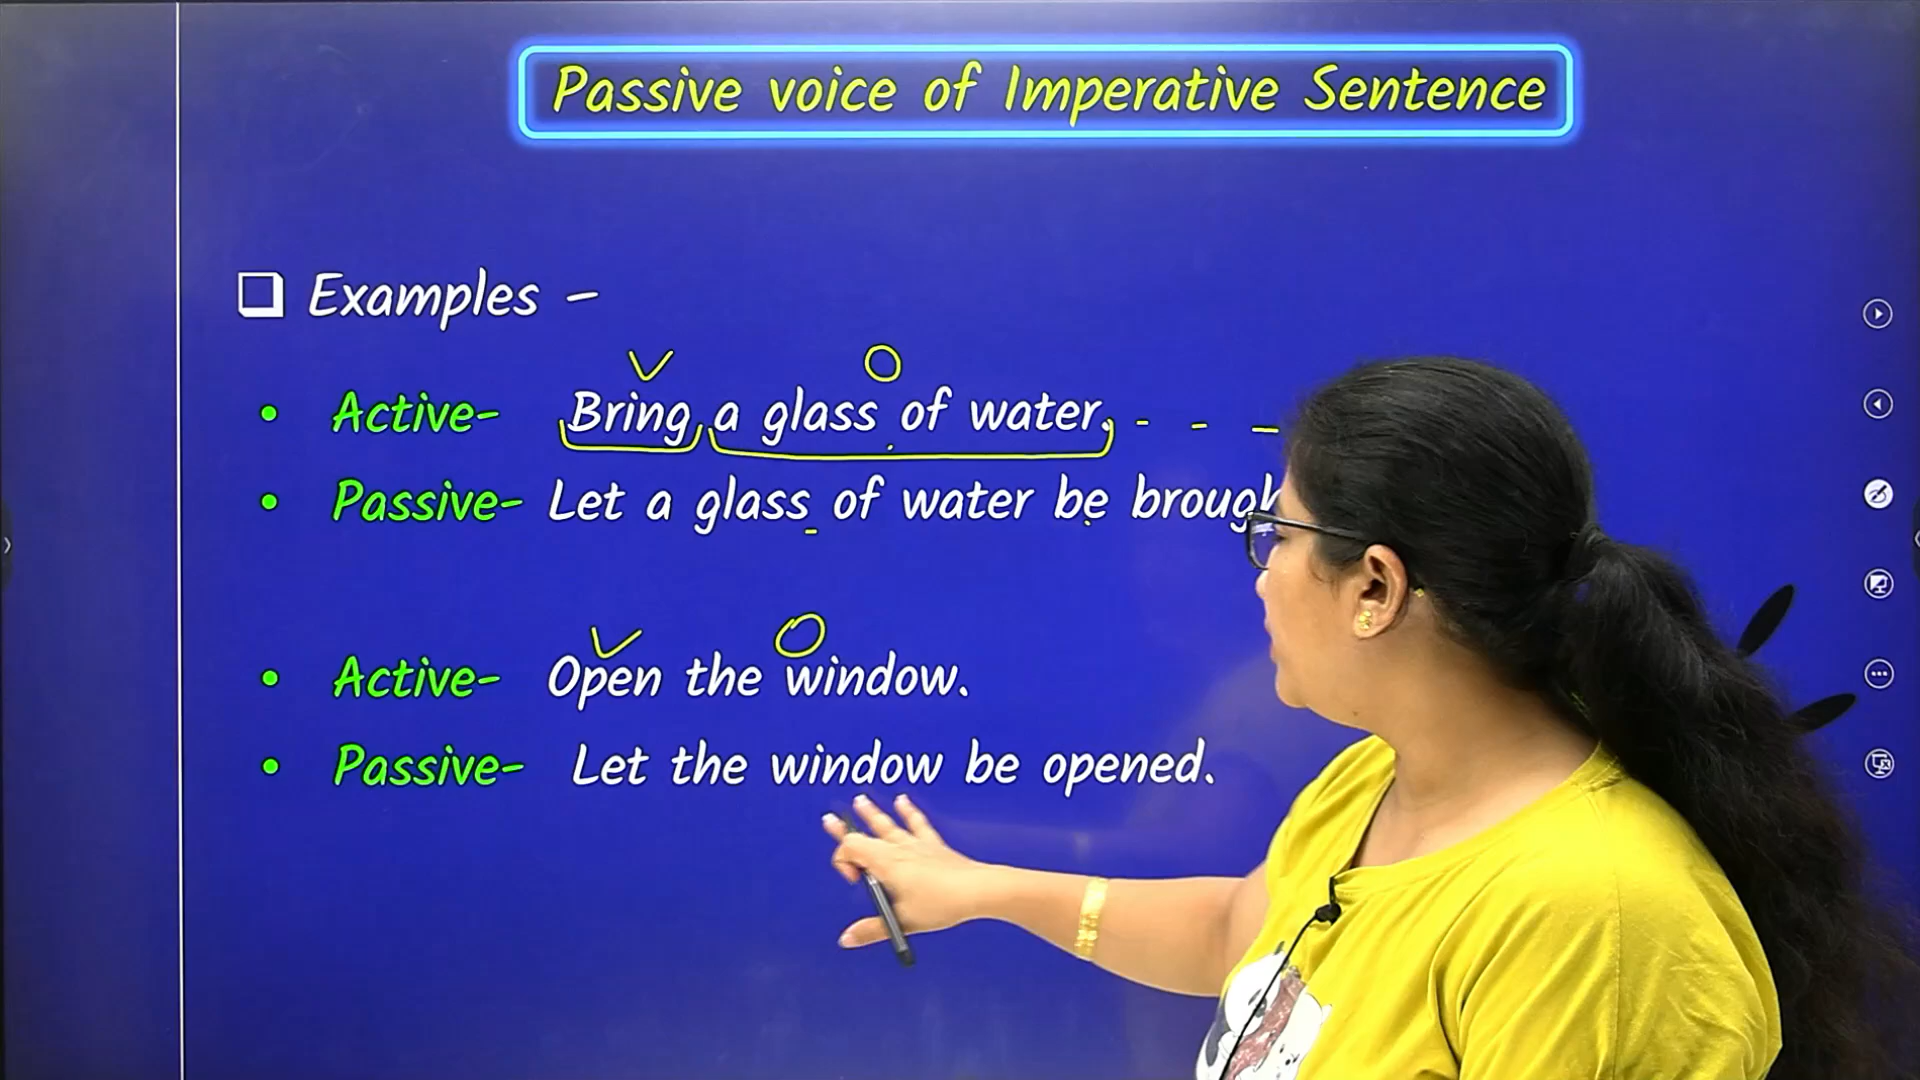 Passive voice of Imperative Sentence
❑ Examples –
V O
• Active- Bring a glass of water. - - -
• Passive- Let a glass of water be brough
V O
• Active- Open the window.
• Passive- Let the window be opened.